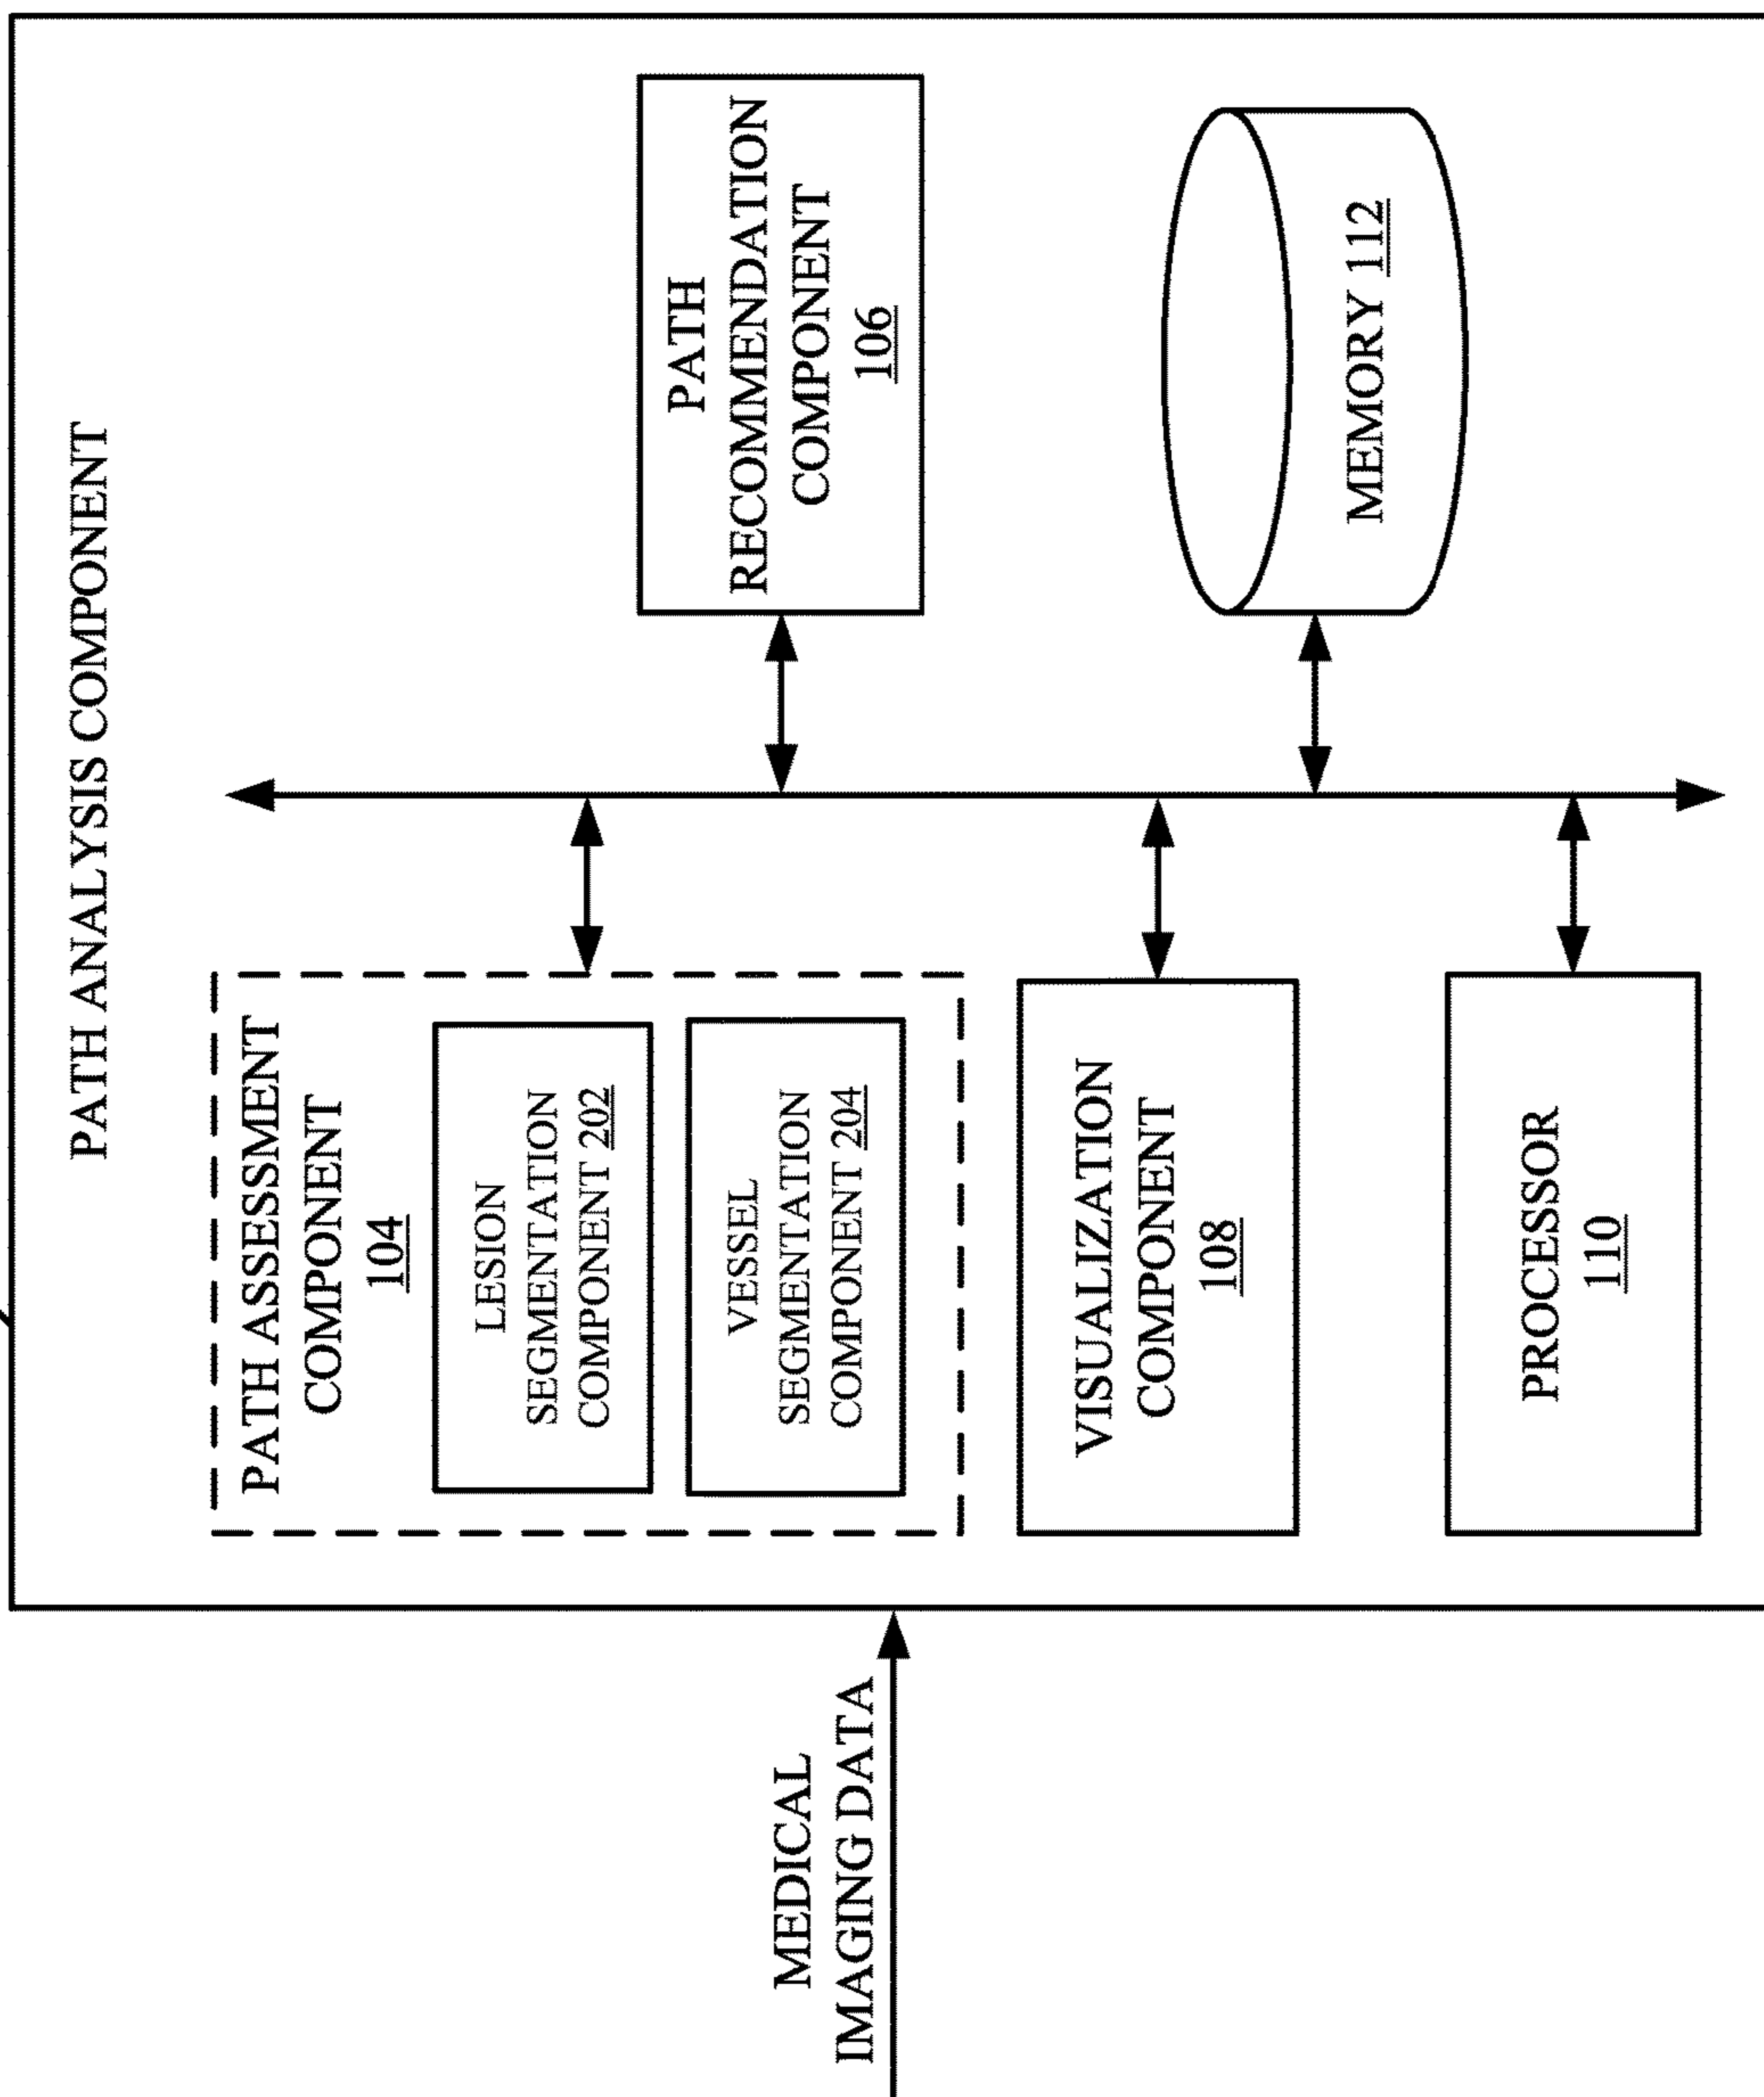 PATH ANALYSIS COMPONENT
PATH ASSESSMENT
COMPONENT
104
LESION
SEGMENTATION
COMPONENT 202
VESSEL
SEGMENTATION
COMPONENT 204
VISUALIZATION
COMPONENT
108
PROCESSOR
110
PATH
RECOMMENDATION
COMPONENT
106
MEMORY 112
MEDICAL
IMAGING DATA